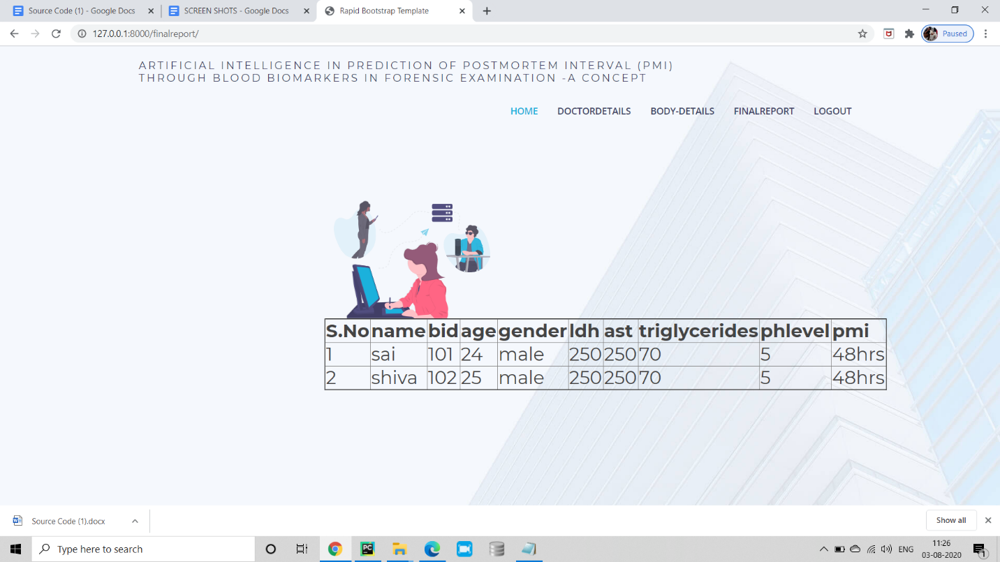 Source Code (1) - Google Docs
SCREEN SHOTS - Google Docs
Rapid Bootstrap Template
127.0.0.1:8000/finalreport/
Paused
ARTIFICIAL INTELLIGENCE IN PREDICTION OF POSTMORTEM INTERVAL (PMI)
THROUGH BLOOD BIOMARKERS IN FORENSIC EXAMINATION -A CONCEPT
HOME DOCTORDETAILS BODY-DETAILS FINALREPORT LOGOUT
S.No name bid age gender ldh ast triglycerides phlevel pmi
1 sai 101 24 male 250 250 70 5 48hrs
2 shiva 102 25 male 250 250 70 5 48hrs
Source Code (1).docx
Show all
Type here to search
PC
ENG
11:26
03-08-2020
1